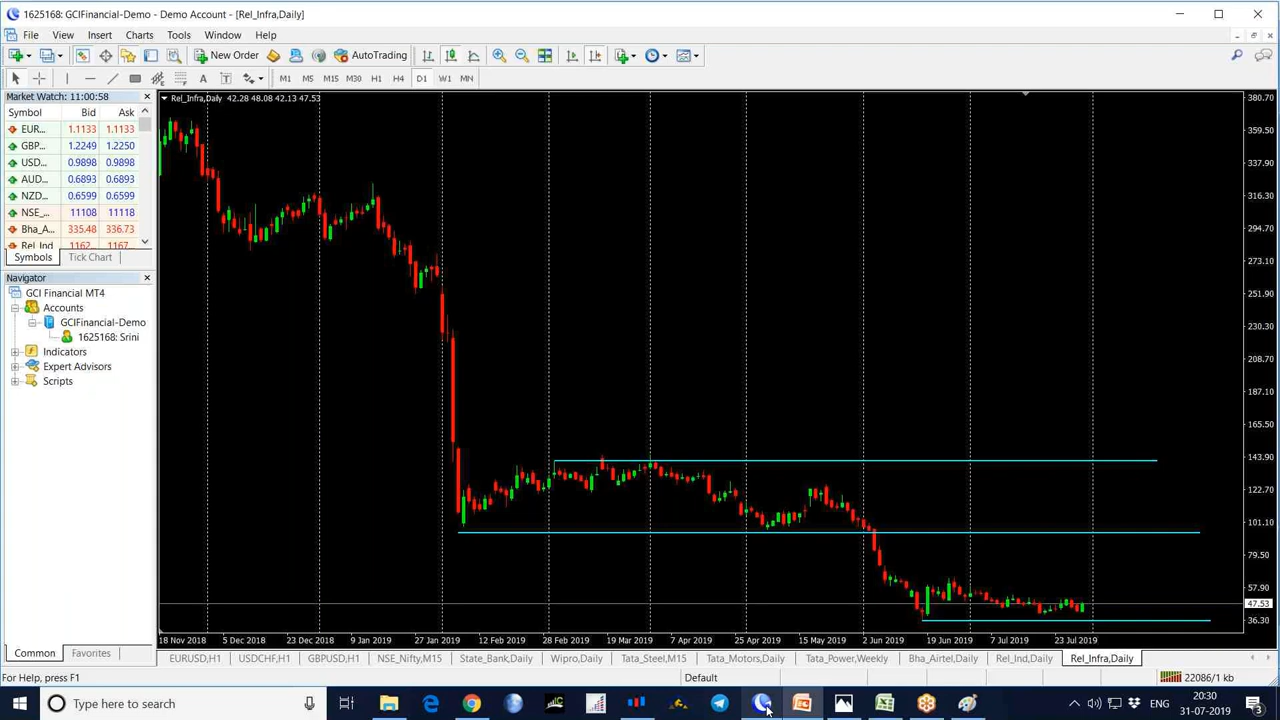 1625168: GCIFinancial-Demo - Demo Account - [Rel_Infra,Daily]
File View Insert Charts Tools Window Help
New Order AutoTrading
A T M1 M5 M15 M30 H1 H4 D1 W1 MN
Market Watch: 11:00:58
Symbol Bid Ask
EUR... 1.1133 1.1133
GBP... 1.2249 1.2250
USD... 0.9898 0.9898
AUD... 0.6893 0.6893
NZD... 0.6599 0.6599
NSE_... 11108 11118
Bha_A... 335.48 336.73
Rel_Ind 1162... 1167...
Symbols Tick Chart
Navigator
GCI Financial MT4
Accounts
GCIFinancial-Demo
1625168: Srini
Indicators
Expert Advisors
Scripts
Common Favorites
Rel_Infra,Daily 42.28 48.08 42.13 47.53
380.70
359.50
337.90
316.30
294.70
273.10
251.90
230.30
208.70
187.10
165.50
143.90
122.70
101.10
79.50
57.90
47.53
36.30
18 Nov 2018 5 Dec 2018 23 Dec 2018 9 Jan 2019 27 Jan 2019 12 Feb 2019 28 Feb 2019 19 Mar 2019 7 Apr 2019 25 Apr 2019 15 May 2019 2 Jun 2019 19 Jun 2019 7 Jul 2019 23 Jul 2019
EURUSD,H1 USDCHF,H1 GBPUSD,H1 NSE_Nifty,M15 State_Bank,Daily Wipro,Daily Tata_Steel,M15 Tata_Motors,Daily Tata_Power,Weekly Bha_Airtel,Daily Rel_Ind,Daily Rel_Infra,Daily
For Help, press F1 Default 22086/1 kb
Type here to search
ENG
20:30
31-07-2019
3